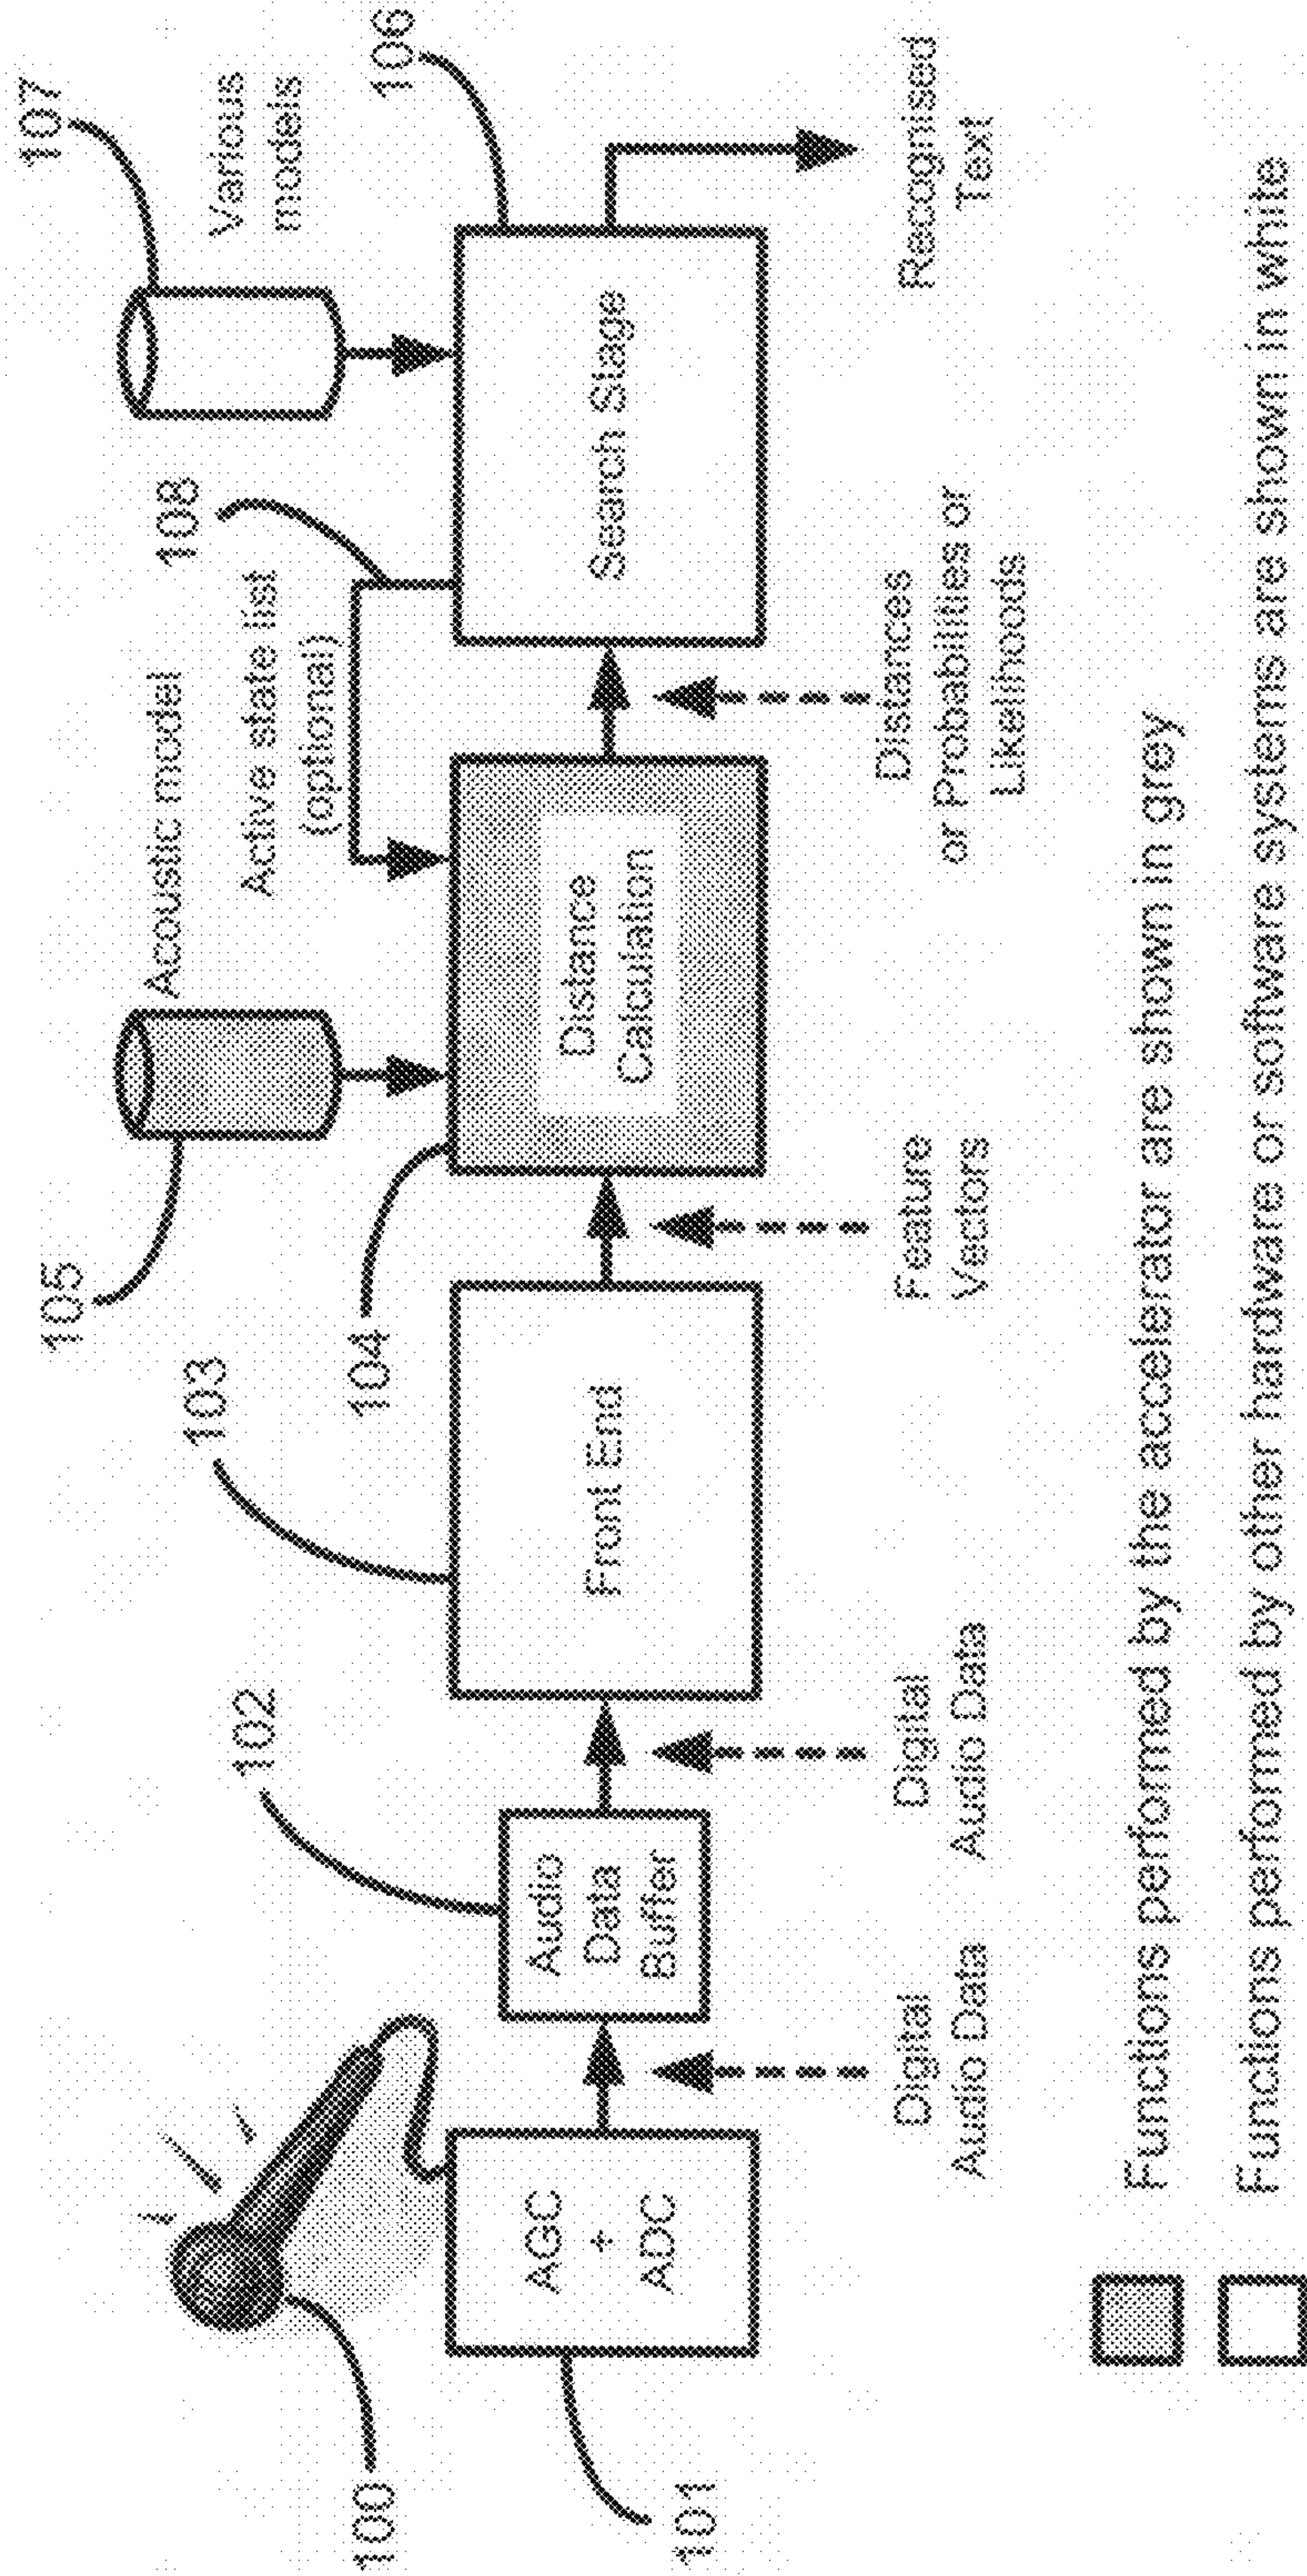 107
106
Various
models
108
Acoustic model
Active state list
(optional)
105
104
103
102
100
101
AGC
+
ADC
Audio
Data
Buffer
Front End
Distance
Calculation
Search Stage
Digital
Audio Data
Digital
Audio Data
Feature
Vectors
Distances
or Probabilities or
Likelihoods
Recognised
Text
Functions performed by the accelerator are shown in grey
Functions performed by other hardware or software systems are shown in white